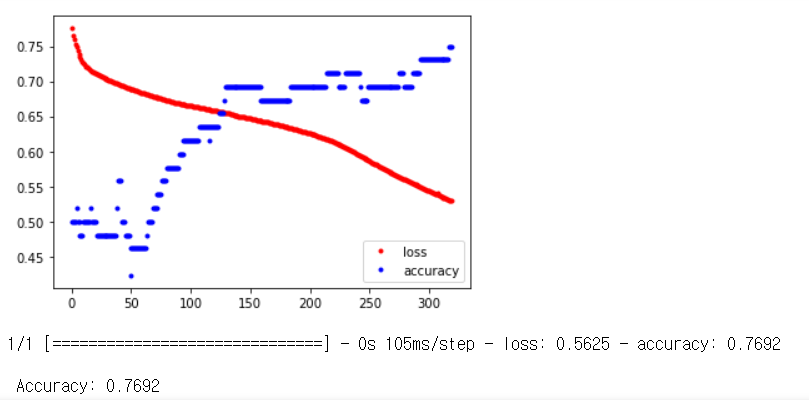 0.75
0.70
0.65
0.60
0.55
0.50
0.45
loss
accuracy
0 50 100 150 200 250 300
1/1 [==============================] - 0s 105ms/step - loss: 0.5625 - accuracy: 0.7692
Accuracy: 0.7692